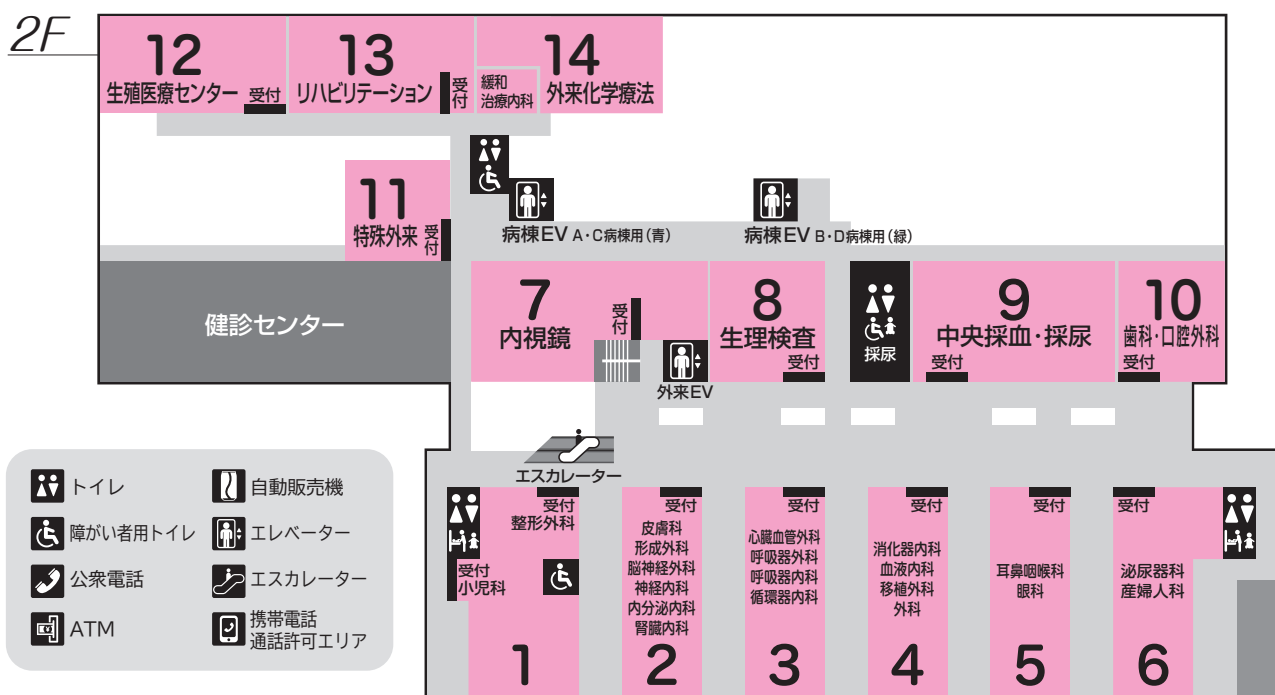 2F
12
生殖医療センター
受付
13
リハビリテーション
受付
緩和
治療内科
14
外来化学療法
11
特殊外来
受付
病棟EV A・C病棟用(青)
病棟EV B・D病棟用(緑)
健診センター
7
内視鏡
受付
外来EV
8
生理検査
受付
採尿
9
中央採血・採尿
受付
10
歯科・口腔外科
受付
エスカレーター
受付
整形外科
受付
小児科
1
受付
皮膚科
形成外科
脳神経外科
神経内科
内分泌内科
腎臓内科
2
受付
心臓血管外科
呼吸器外科
呼吸器内科
循環器内科
3
受付
消化器内科
血液内科
移植外科
外科
4
受付
耳鼻咽喉科
眼科
5
受付
泌尿器科
産婦人科
6
トイレ
自動販売機
障がい者用トイレ
エレベーター
公衆電話
エスカレーター
ATM
携帯電話
通話許可エリア